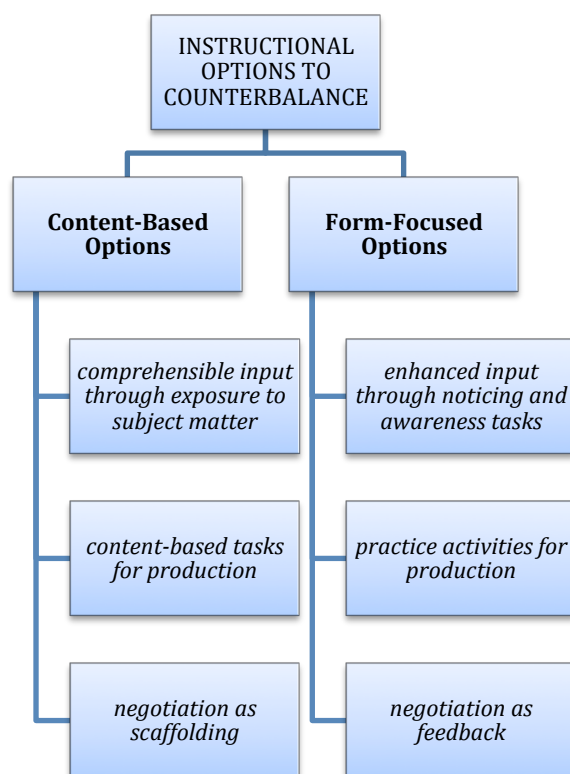 INSTRUCTIONAL
OPTIONS TO
COUNTERBALANCE
Content-Based
Options
comprehensible input
through exposure to
subject matter
content-based tasks
for production
negotiation as
scaffolding
Form-Focused
Options
enhanced input
through noticing and
awareness tasks
practice activities for
production
negotiation as
feedback